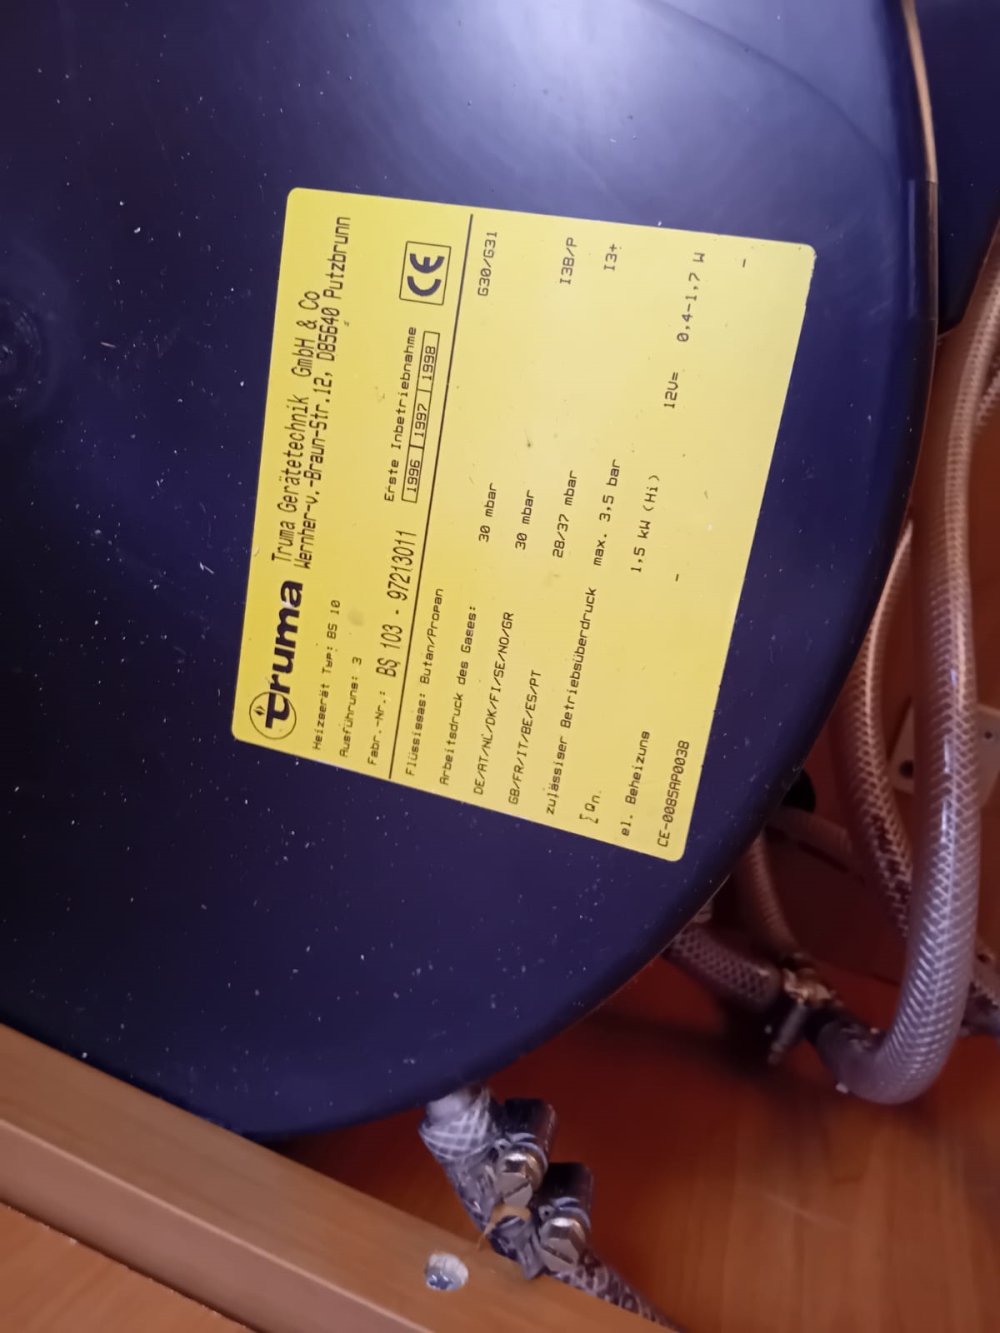 truma Truma Gerätetechnik GmbH & Co
Wernher-v.-Braun-Str.12, D85640 Putzbrunn
Heizgerät Typ: BS 10
Ausführung: 3
Erste Inbetriebnahme
Fabr.-Nr.: BS 103 - 97213011 1996 1997 1998 CE
Flüssiggas: Butan/Propan G30/G31
Arbeitsdruck des Gases:
DE/AT/NL/DK/FI/SE/NO/GR 30 mbar I3B/P
GB/FR/IT/BE/ES/PT 28/37 mbar I3+
30 mbar
zulässiger Betriebsüberdruck max. 3,5 bar
∑Qn. 1,5 kW (Hi) 12V= 0,4-1,7 W
el. Beheizung - -
CE-0085AP0038